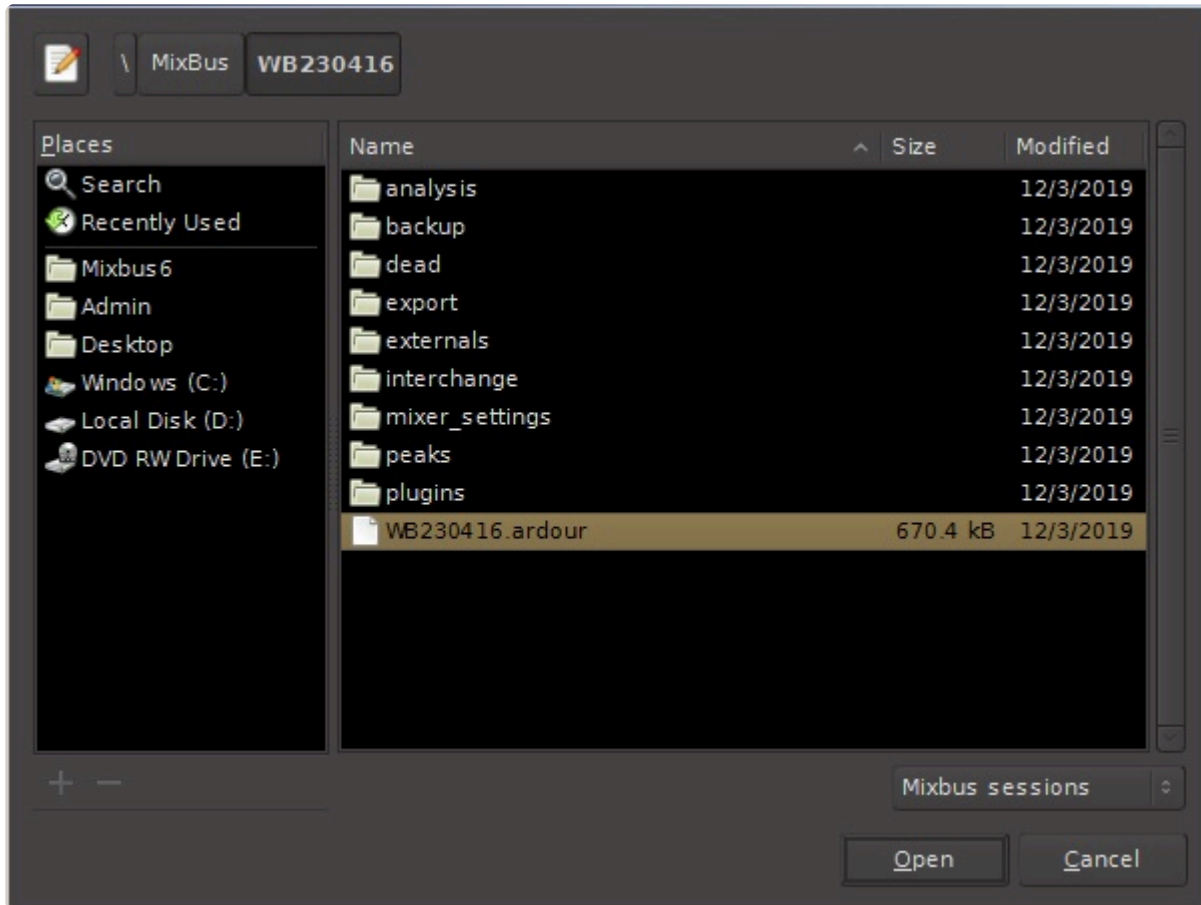 \ MixBus WB230416
Places
Search
Recently Used
Mixbus6
Admin
Desktop
Windows (C:)
Local Disk (D:)
DVD RW Drive (E:)
Name Size Modified
analysis 12/3/2019
backup 12/3/2019
dead 12/3/2019
export 12/3/2019
externals 12/3/2019
interchange 12/3/2019
mixer_settings 12/3/2019
peaks 12/3/2019
plugins 12/3/2019
WB230416.ardour 670.4 kB 12/3/2019
Mixbus sessions
Open Cancel